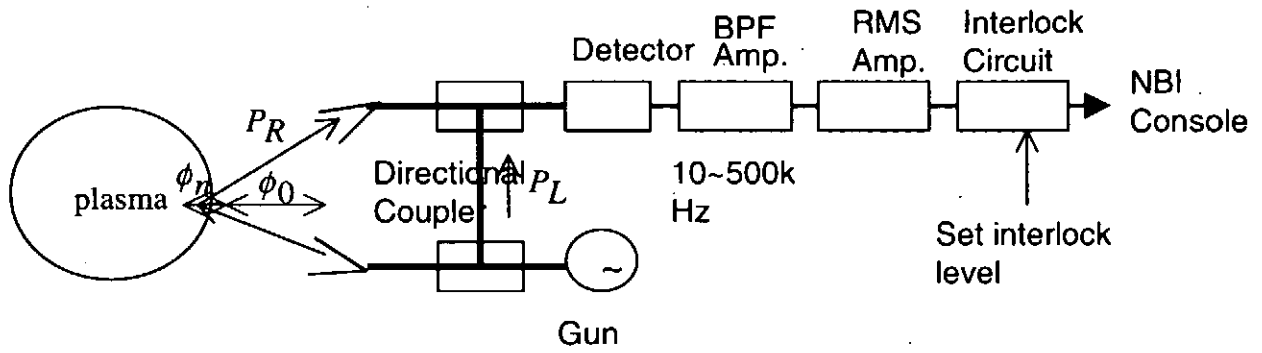 Detector
BPF
Amp.
RMS
Amp.
Interlock
Circuit
NBI
Console
P_R
plasma
ϕ_n
ϕ_0
Directional
Couple
P_L
10~500k
Hz
Set interlock
level
~
Gun